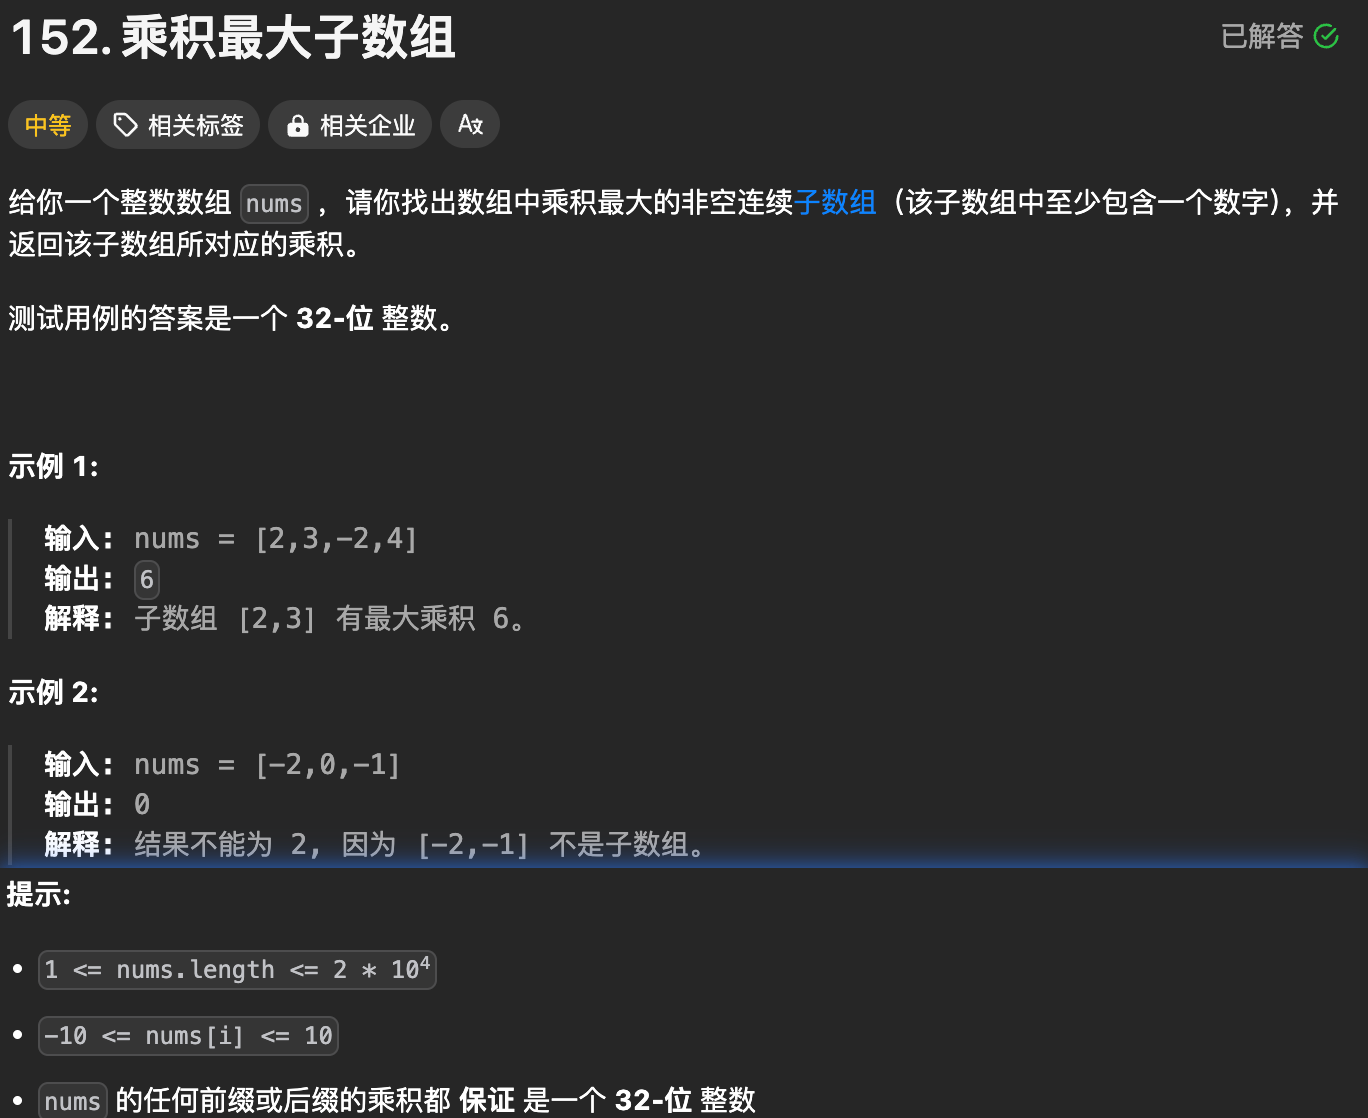 152. 乘积最大子数组
已解答
中等 相关标签 相关企业 A文
给你一个整数数组 nums ，请你找出数组中乘积最大的非空连续子数组（该子数组中至少包含一个数字），并
返回该子数组所对应的乘积。
测试用例的答案是一个 32-位 整数。
示例 1:
输入: nums = [2,3,-2,4]
输出: 6
解释: 子数组 [2,3] 有最大乘积 6。
示例 2:
输入: nums = [-2,0,-1]
输出: 0
解释: 结果不能为 2, 因为 [-2,-1] 不是子数组。
提示:
• 1 <= nums.length <= 2 * 10⁴
• -10 <= nums[i] <= 10
• nums 的任何前缀或后缀的乘积都 保证 是一个 32-位 整数